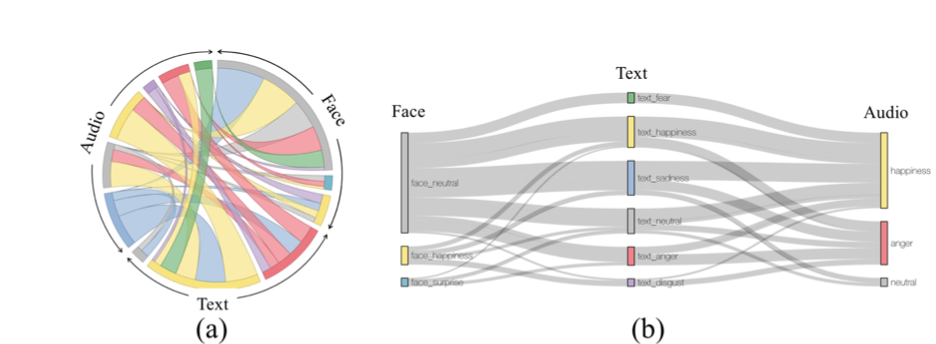 Audio
Face
Text
(a)
Face
Text
Audio
face_neutral
face_happiness
face_surprise
text_fear
text_happiness
text_sadness
text_neutral
text_anger
text_disgust
happiness
anger
neutral
(b)